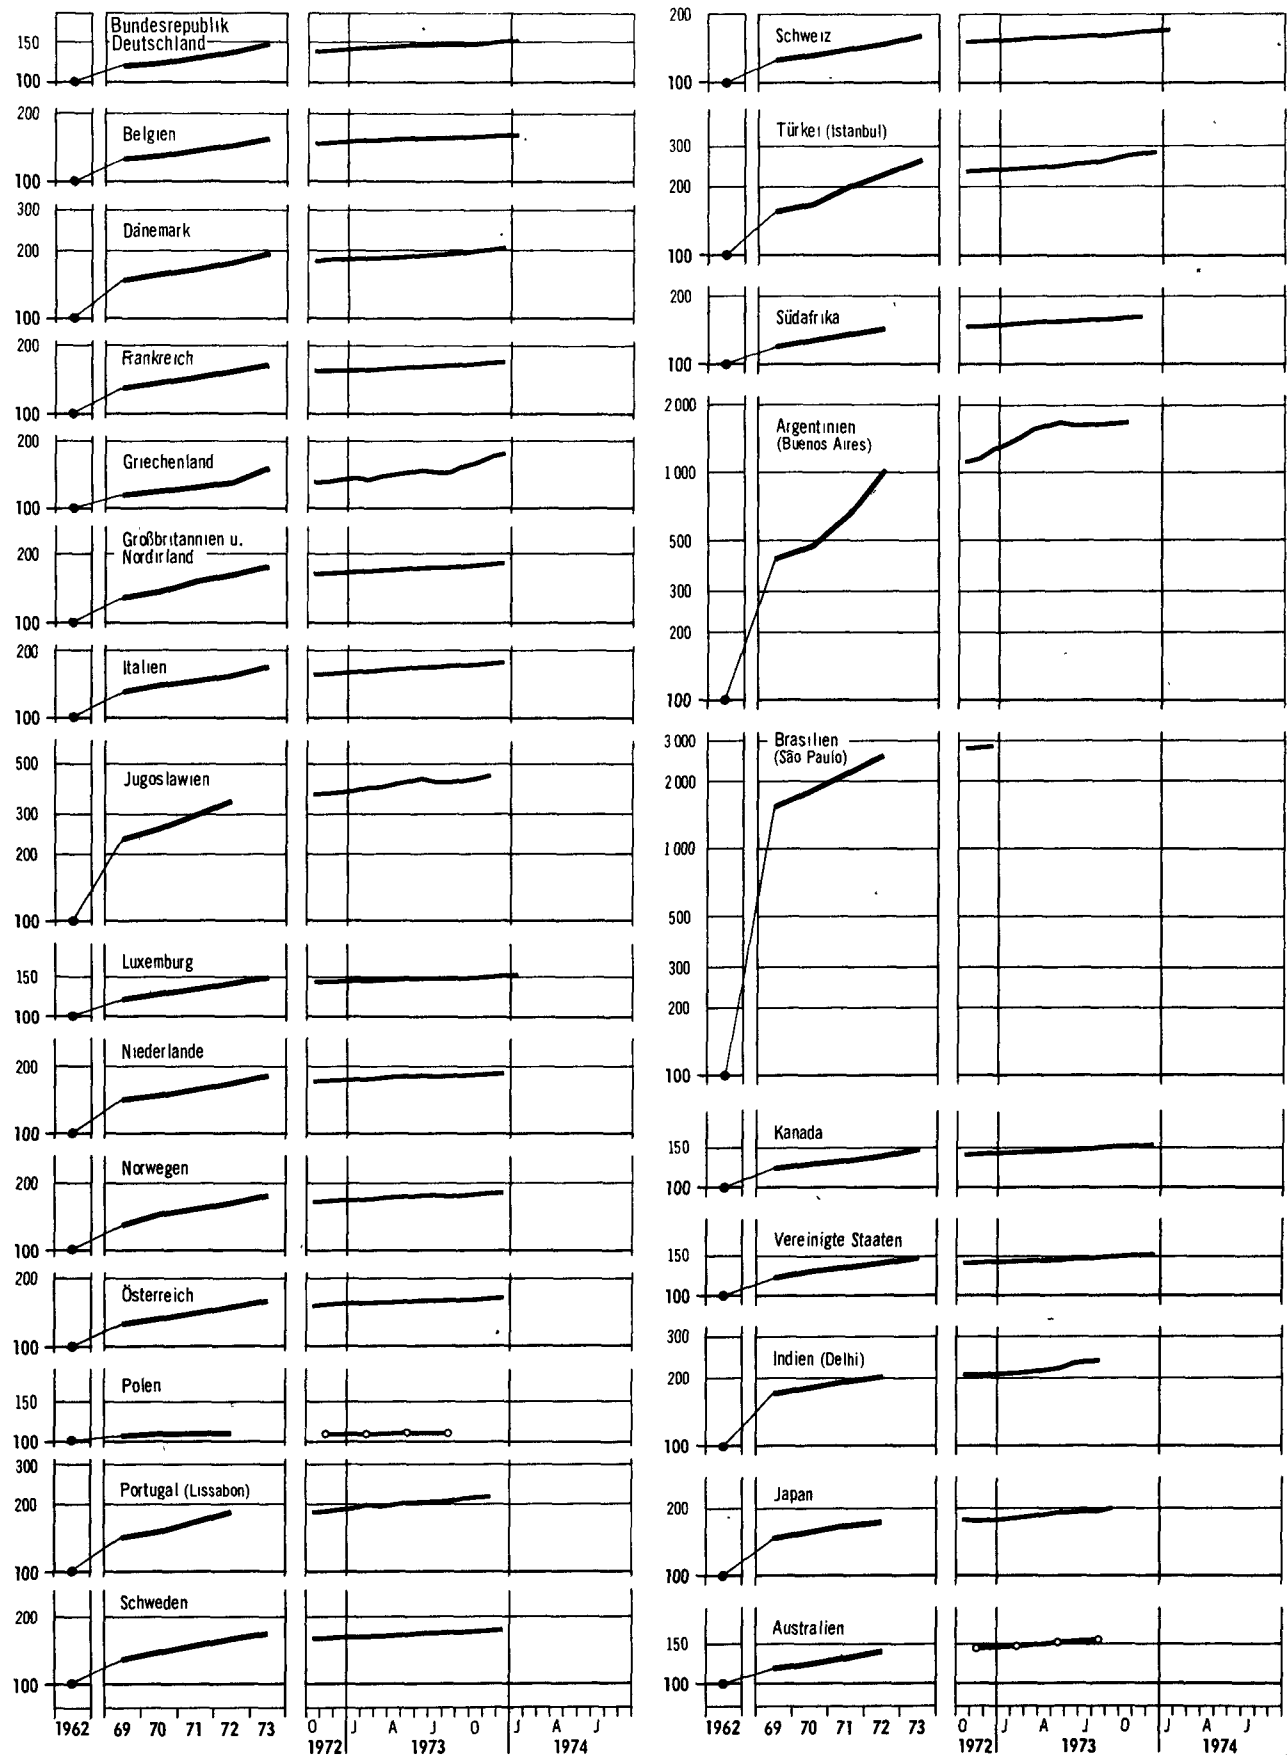 Bundesrepublik
Deutschland
150
100
Belgien
200
100
Dänemark
300
200
100
Frankreich
200
100
Griechenland
200
100
Großbritannien u.
Nordirland
200
100
Italien
200
100
Jugoslawien
500
300
200
100
Luxemburg
150
100
Niederlande
200
100
Norwegen
200
100
Österreich
200
100
Polen
150
100
Portugal (Lissabon)
300
200
100
Schweden
200
100
1962 69 70 71 72 73 O J A J O J A J
1972 1973 1974
Schweiz
200
100
Türkei (Istanbul)
300
200
100
Südafrika
200
100
Argentinien
(Buenos Aires)
2 000
1 000
500
300
200
100
Brasilien
(São Paulo)
3 000
2 000
1 000
500
300
200
100
Kanada
150
100
Vereinigte Staaten
150
100
Indien (Delhi)
300
200
100
Japan
200
100
Australien
150
100
1962 69 70 71 72 73 O J A J O J A J
1972 1973 1974